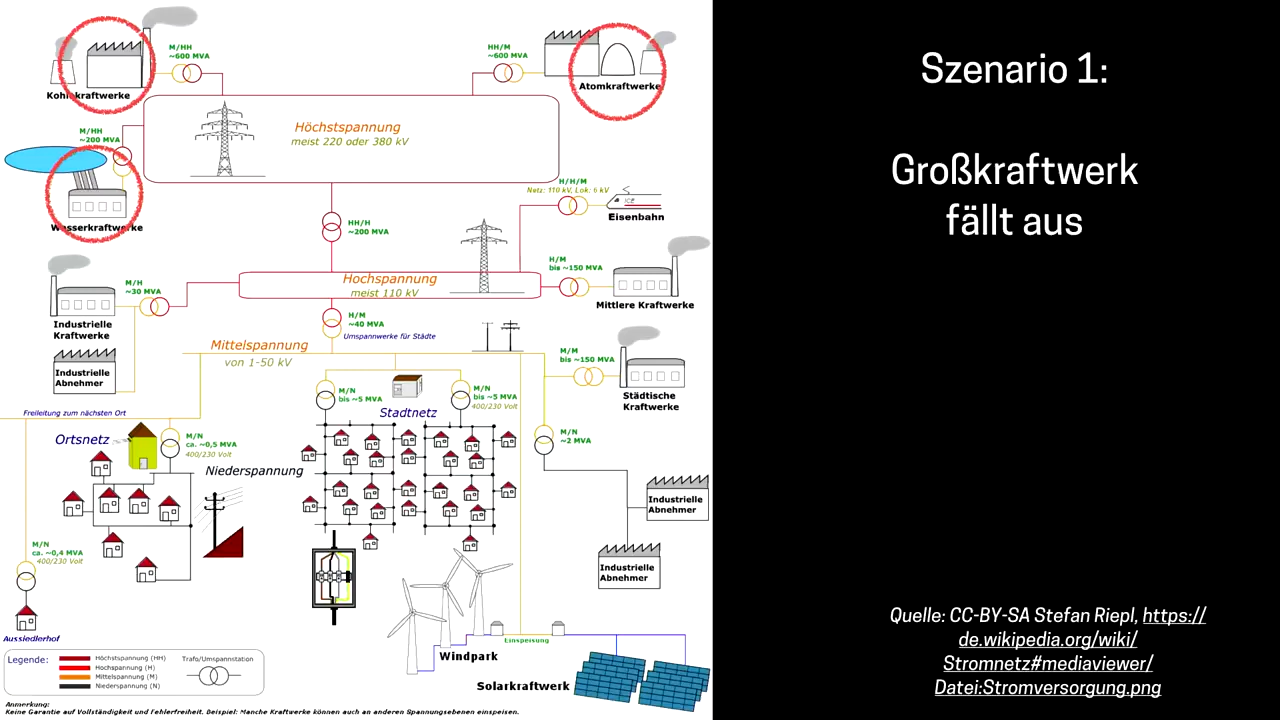 M/HH
~600 MVA
HH/M
~600 MVA
Kohlekraftwerke
Atomkraftwerke
Höchstspannung
meist 220 oder 380 kV
M/HH
~200 MVA
Wasserkraftwerke
H/H/M
Netz: 110 kV, Lok: 6 kV
ICE
Eisenbahn
HH/H
~200 MVA
H/M
bis ~150 MVA
Hochspannung
meist 110 kV
M/H
~30 MVA
Mittlere Kraftwerke
Industrielle
Kraftwerke
H/M
~40 MVA
Umspannwerke für Städte
Mittelspannung
von 1-50 kV
M/M
bis ~150 MVA
Industrielle
Abnehmer
Städtische
Kraftwerke
M/N
bis ~5 MVA
M/N
bis ~5 MVA
400/230 Volt
Stadtnetz
Freileitung zum nächsten Ort
Ortsnetz
M/N
ca. ~0,5 MVA
400/230 Volt
M/N
~2 MVA
Niederspannung
Industrielle
Abnehmer
M/N
ca. ~0,4 MVA
400/230 Volt
Industrielle
Abnehmer
Aussiedlerhof
Einspeisung
Windpark
Solarkraftwerk
Legende:
Höchstspannung (HH)
Hochspannung (H)
Mittelspannung (M)
Niederspannung (N)
Trafo/Umspannstation
Anmerkung:
Keine Garantie auf Vollständigkeit und Fehlerfreiheit. Beispiel: Manche Kraftwerke können auch an anderen Spannungsebenen einspeisen.
Szenario 1:
Großkraftwerk
fällt aus
Quelle: CC-BY-SA Stefan Riepl, https://
de.wikipedia.org/wiki/
Stromnetz#mediaviewer/
Datei:Stromversorgung.png